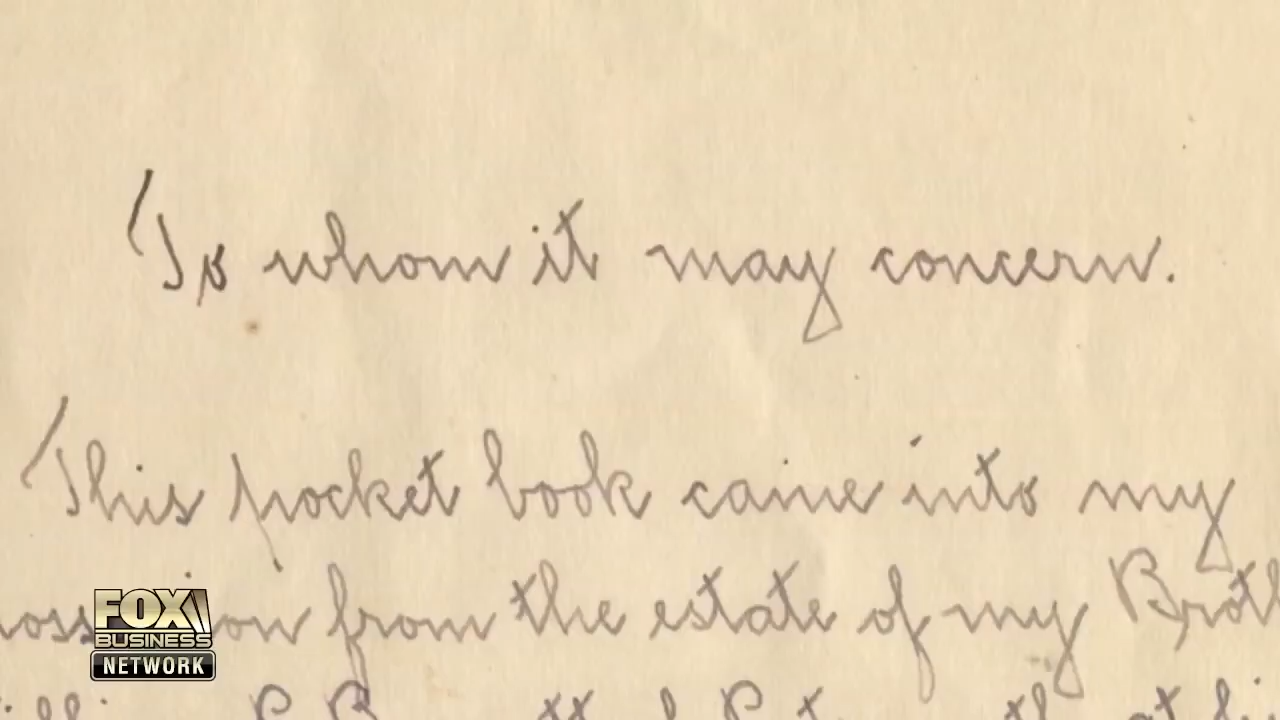 To whom it may concern.
This pocket book came into my
from the estate of my
FOX
BUSINESS
NETWORK